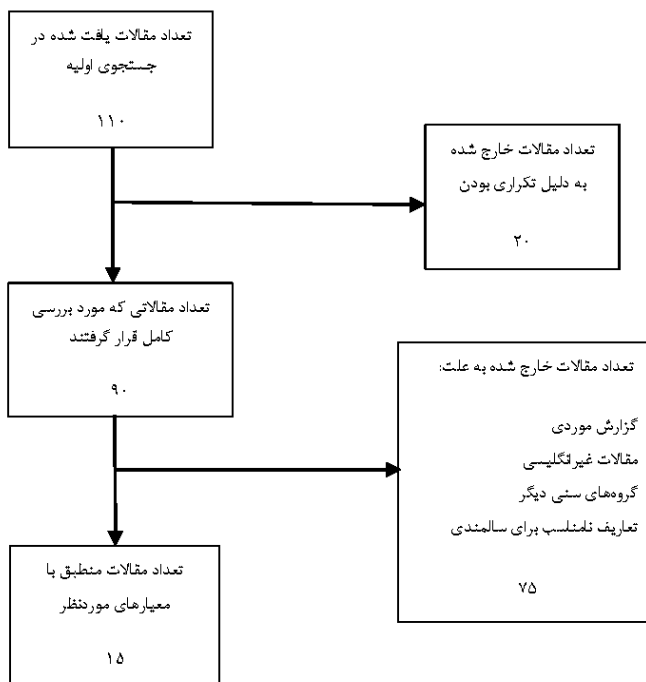 تعداد مقالات یافت شده در
جستجوی اولیه
۱۱۰
تعداد مقالات خارج شده
به دلیل تکراری بودن
۲۰
تعداد مقالاتی که مورد بررسی
کامل قرار گرفتند
۹۰
تعداد مقالات خارج شده به علت:
گزارش موردی
مقالات غیرانگلیسی
گروه‌های سنی دیگر
تعاریف نامناسب برای سالمندی
۷۵
تعداد مقالات منطبق با
معیارهای موردنظر
۱۵